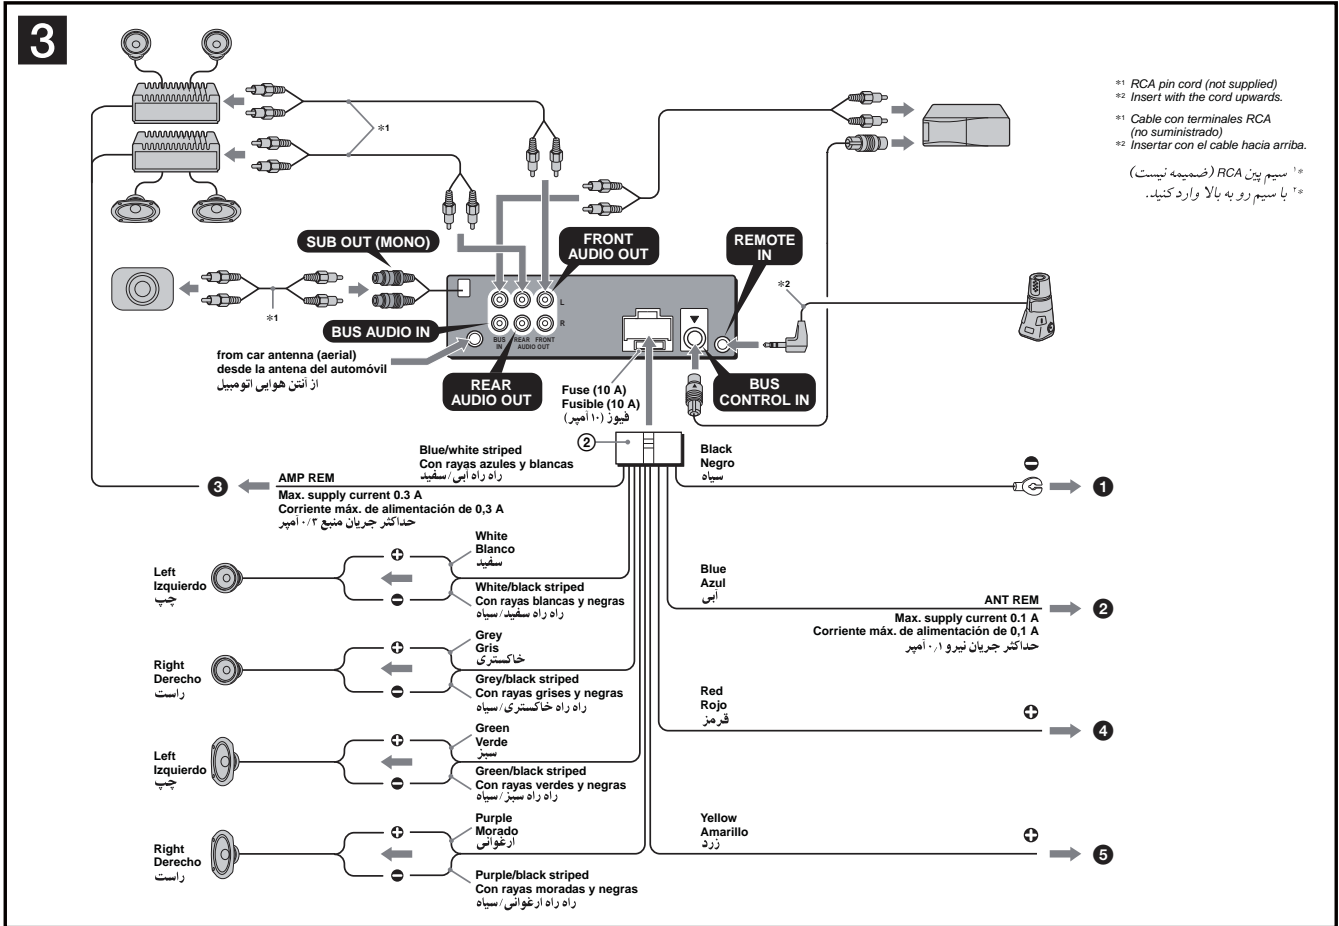 3
*1 RCA pin cord (not supplied)
*2 Insert with the cord upwards.
*1 Cable con terminales RCA
(no suministrado)
*2 Insertar con el cable hacia arriba.
*۱ سیم پین RCA (ضمیمه نیست)
*۲ با سیم رو به بالا وارد کنید.
*1
SUB OUT (MONO)
FRONT
AUDIO OUT
REMOTE
IN
*2
*1
BUS AUDIO IN
L
R
BUS
IN
REAR FRONT
AUDIO OUT
from car antenna (aerial)
desde la antena del automóvil
از آنتن هوایی اتومبیل
REAR
AUDIO OUT
Fuse (10 A)
Fusible (10 A)
فیوز (۱۰ آمپر)
BUS
CONTROL IN
2
Blue/white striped
Con rayas azules y blancas
راه راه آبی/سفید
Black
Negro
سیاه
3
AMP REM
Max. supply current 0.3 A
Corriente máx. de alimentación de 0,3 A
حداکثر جریان منبع ۰/۳ آمپر
1
White
Blanco
سفید
Left
Izquierdo
چپ
White/black striped
Con rayas blancas y negras
راه راه سفید/سیاه
Blue
Azul
آبی
ANT REM
Max. supply current 0.1 A
Corriente máx. de alimentación de 0,1 A
حداکثر جریان نیرو ۰/۱ آمپر
2
Grey
Gris
خاکستری
Right
Derecho
راست
Grey/black striped
Con rayas grises y negras
راه راه خاکستری/سیاه
Red
Rojo
قرمز
4
Green
Verde
سبز
Left
Izquierdo
چپ
Green/black striped
Con rayas verdes y negras
راه راه سبز/سیاه
Purple
Morado
ارغوانی
Right
Derecho
راست
Purple/black striped
Con rayas moradas y negras
راه راه ارغوانی/سیاه
Yellow
Amarillo
زرد
5